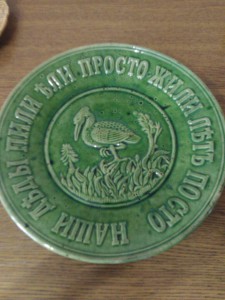 НАШИ ДѢДЫ ПИЛИ ѢЛИ ПРОСТО ЖИЛИ ЛѢТЪ ПО СТО